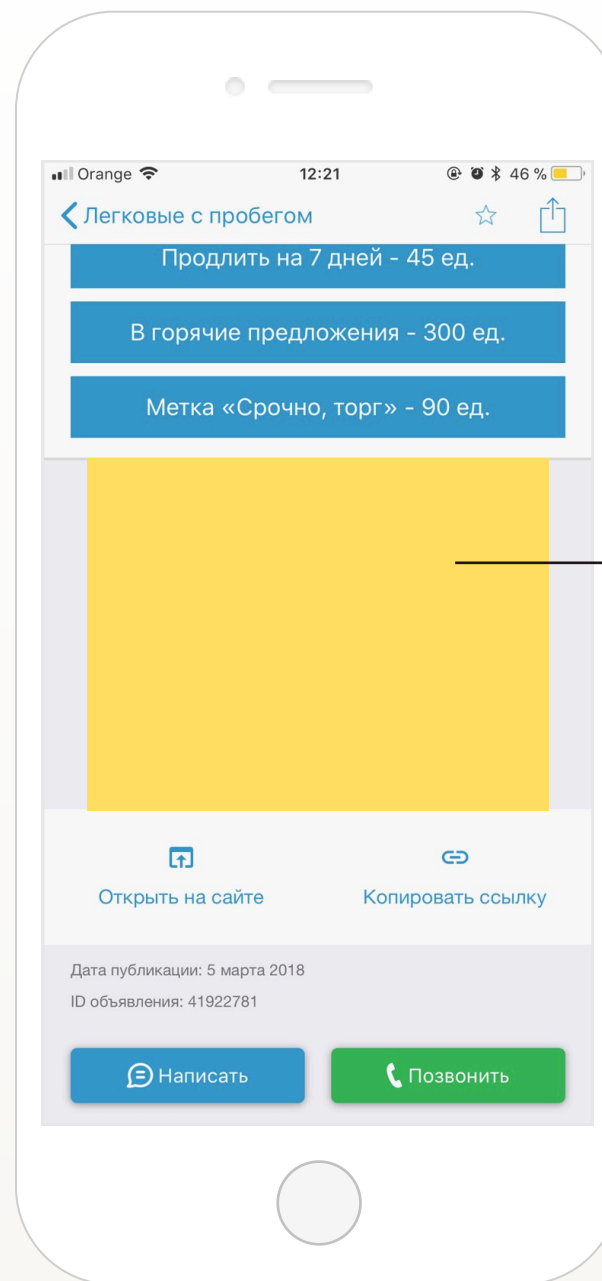 Orange 12:21 46 %
Легковые с пробегом
Продлить на 7 дней - 45 ед.
В горячие предложения - 300 ед.
Метка «Срочно, торг» - 90 ед.
Открыть на сайте Копировать ссылку
Дата публикации: 5 марта 2018
ID объявления: 41922781
Написать Позвонить